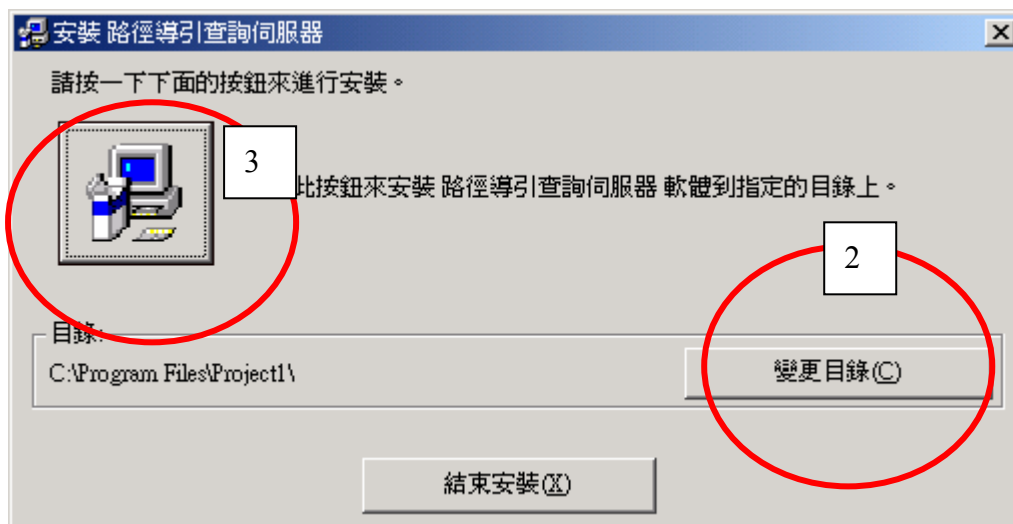 安裝 路徑導引查詢伺服器
請按一下下面的按鈕來進行安裝。
3
此按鈕來安裝 路徑導引查詢伺服器 軟體到指定的目錄上。
2
目錄:
C:\Program Files\Project1\
變更目錄(C)
結束安裝(X)